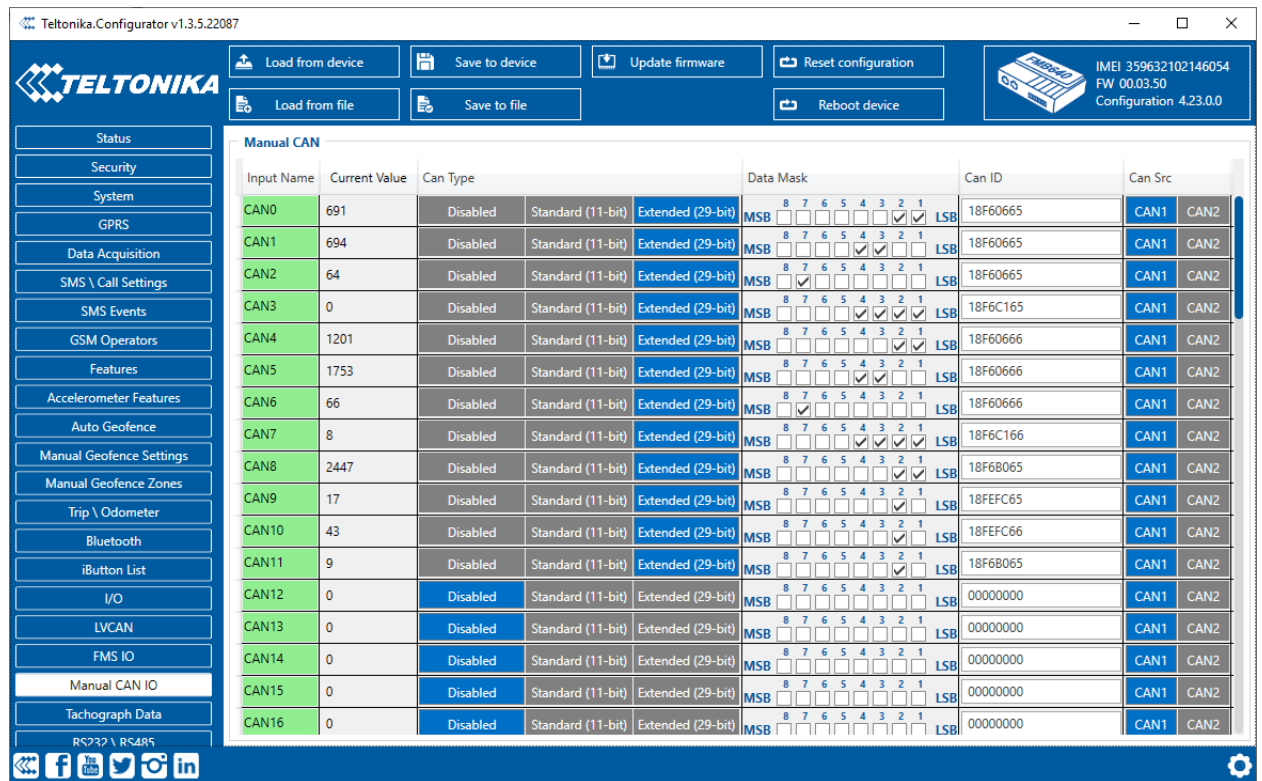 Teltonika.Configurator v1.3.5.22087
TELTONIKA
Load from device
Save to device
Update firmware
Reset configuration
Load from file
Save to file
Reboot device
FMB640
IMEI 359632102146054
FW 00.03.50
Configuration 4.23.0.0
Status
Security
System
GPRS
Data Acquisition
SMS \ Call Settings
SMS Events
GSM Operators
Features
Accelerometer Features
Auto Geofence
Manual Geofence Settings
Manual Geofence Zones
Trip \ Odometer
Bluetooth
iButton List
I/O
LVCAN
FMS IO
Manual CAN IO
Tachograph Data
RS232 \ RS485
Manual CAN
Input Name Current Value Can Type Data Mask Can ID Can Src
CAN0 691 Disabled Standard (11-bit) Extended (29-bit) MSB 8 7 6 5 4 3 2 1 LSB 18F60665 CAN1 CAN2
CAN1 694 Disabled Standard (11-bit) Extended (29-bit) MSB 8 7 6 5 4 3 2 1 LSB 18F60665 CAN1 CAN2
CAN2 64 Disabled Standard (11-bit) Extended (29-bit) MSB 8 7 6 5 4 3 2 1 LSB 18F60665 CAN1 CAN2
CAN3 0 Disabled Standard (11-bit) Extended (29-bit) MSB 8 7 6 5 4 3 2 1 LSB 18F6C165 CAN1 CAN2
CAN4 1201 Disabled Standard (11-bit) Extended (29-bit) MSB 8 7 6 5 4 3 2 1 LSB 18F60666 CAN1 CAN2
CAN5 1753 Disabled Standard (11-bit) Extended (29-bit) MSB 8 7 6 5 4 3 2 1 LSB 18F60666 CAN1 CAN2
CAN6 66 Disabled Standard (11-bit) Extended (29-bit) MSB 8 7 6 5 4 3 2 1 LSB 18F60666 CAN1 CAN2
CAN7 8 Disabled Standard (11-bit) Extended (29-bit) MSB 8 7 6 5 4 3 2 1 LSB 18F6C166 CAN1 CAN2
CAN8 2447 Disabled Standard (11-bit) Extended (29-bit) MSB 8 7 6 5 4 3 2 1 LSB 18F6B065 CAN1 CAN2
CAN9 17 Disabled Standard (11-bit) Extended (29-bit) MSB 8 7 6 5 4 3 2 1 LSB 18FEFC65 CAN1 CAN2
CAN10 43 Disabled Standard (11-bit) Extended (29-bit) MSB 8 7 6 5 4 3 2 1 LSB 18FEFC66 CAN1 CAN2
CAN11 9 Disabled Standard (11-bit) Extended (29-bit) MSB 8 7 6 5 4 3 2 1 LSB 18F6B065 CAN1 CAN2
CAN12 0 Disabled Standard (11-bit) Extended (29-bit) MSB 8 7 6 5 4 3 2 1 LSB 00000000 CAN1 CAN2
CAN13 0 Disabled Standard (11-bit) Extended (29-bit) MSB 8 7 6 5 4 3 2 1 LSB 00000000 CAN1 CAN2
CAN14 0 Disabled Standard (11-bit) Extended (29-bit) MSB 8 7 6 5 4 3 2 1 LSB 00000000 CAN1 CAN2
CAN15 0 Disabled Standard (11-bit) Extended (29-bit) MSB 8 7 6 5 4 3 2 1 LSB 00000000 CAN1 CAN2
CAN16 0 Disabled Standard (11-bit) Extended (29-bit) MSB 8 7 6 5 4 3 2 1 LSB 00000000 CAN1 CAN2
You Tube